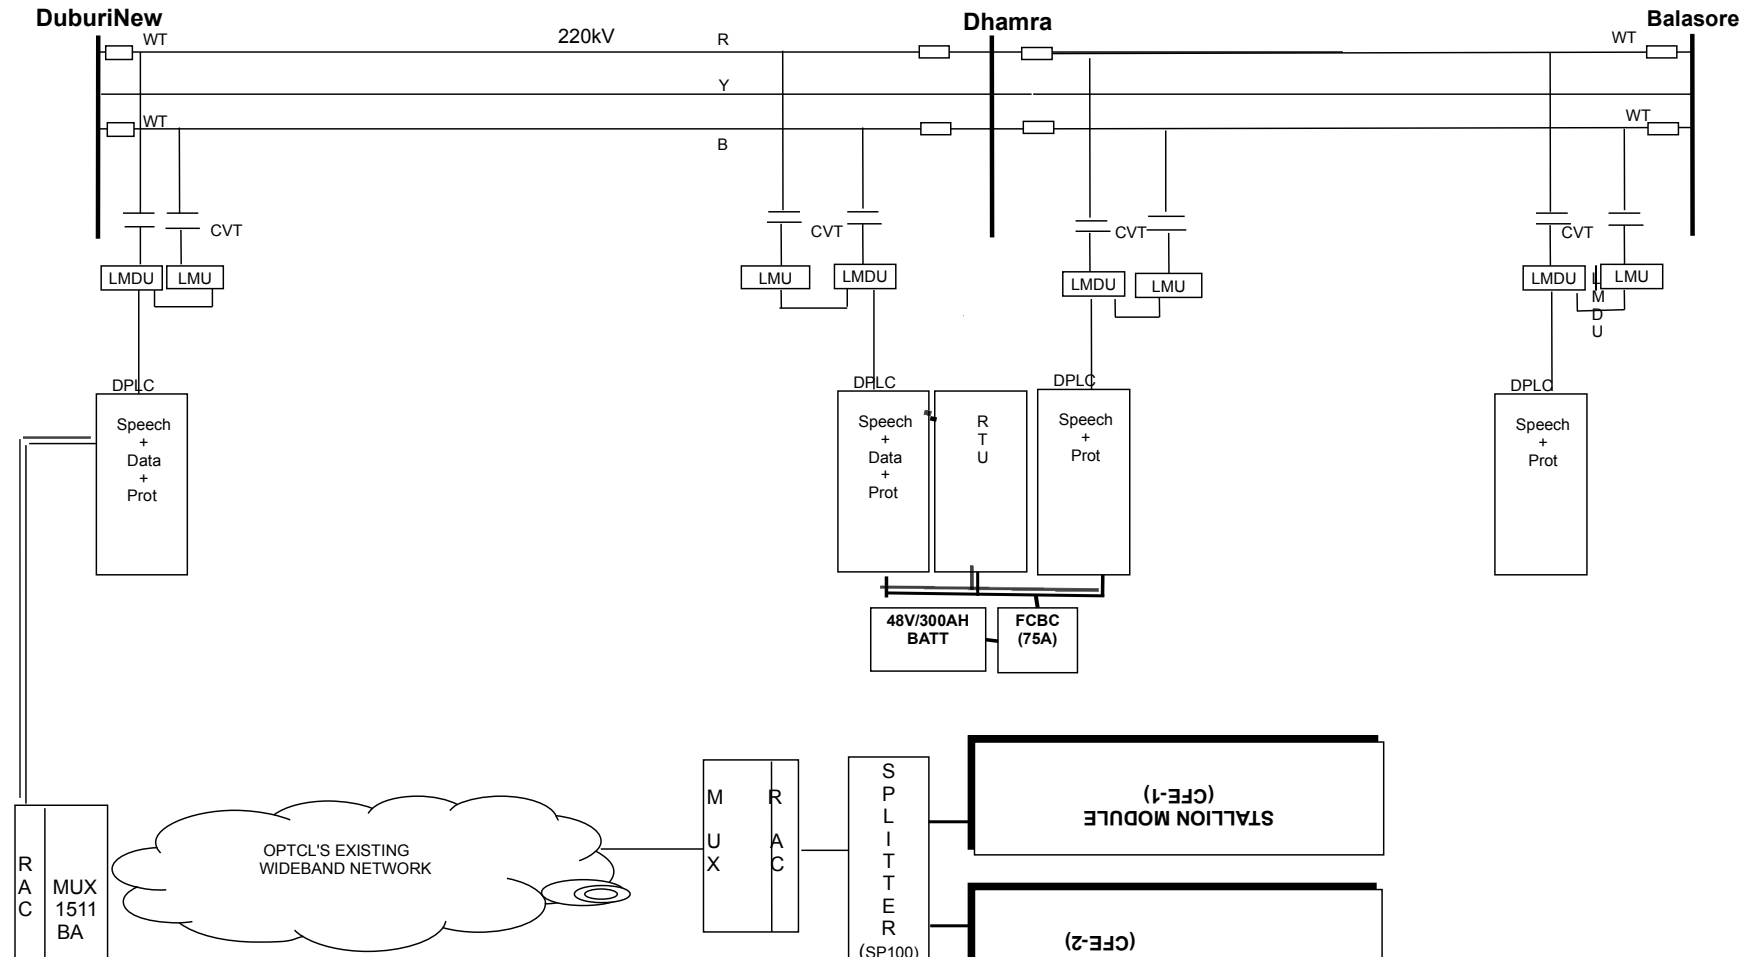 DuburiNew
Dhamra
Balasore
WT
220kV
R
WT
Y
WT
WT
B
CVT
CVT
CVT
CVT
LMDU
LMU
LMU
LMDU
LMDU
LMU
LMDU
LMU
L
M
D
U
DPLC
DPLC
DPLC
DPLC
Speech
+
Data
+
Prot
Speech
+
Data
+
Prot
R
T
U
Speech
+
Prot
Speech
+
Prot
48V/300AH
BATT
FCBC
(75A)
R
A
C
MUX
1511
BA
OPTCL'S EXISTING
WIDEBAND NETWORK
M
U
X
R
A
C
S
P
L
I
T
T
E
R
(SP100)
STALLION MODULE
(CFE-1)
(CFE-2)